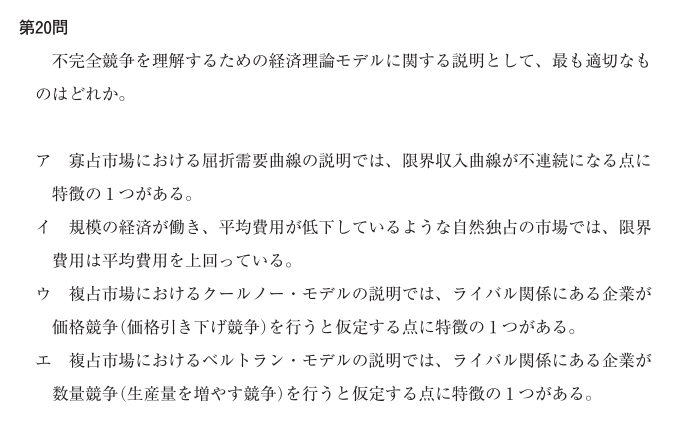 第20問
不完全競争を理解するための経済理論モデルに関する説明として、最も適切なも
のはどれか。
ア　寡占市場における屈折需要曲線の説明では、限界収入曲線が不連続になる点に
特徴の１つがある。
イ　規模の経済が働き、平均費用が低下しているような自然独占の市場では、限界
費用は平均費用を上回っている。
ウ　複占市場におけるクールノー・モデルの説明では、ライバル関係にある企業が
価格競争（価格引き下げ競争）を行うと仮定する点に特徴の１つがある。
エ　複占市場におけるベルトラン・モデルの説明では、ライバル関係にある企業が
数量競争（生産量を増やす競争）を行うと仮定する点に特徴の１つがある。